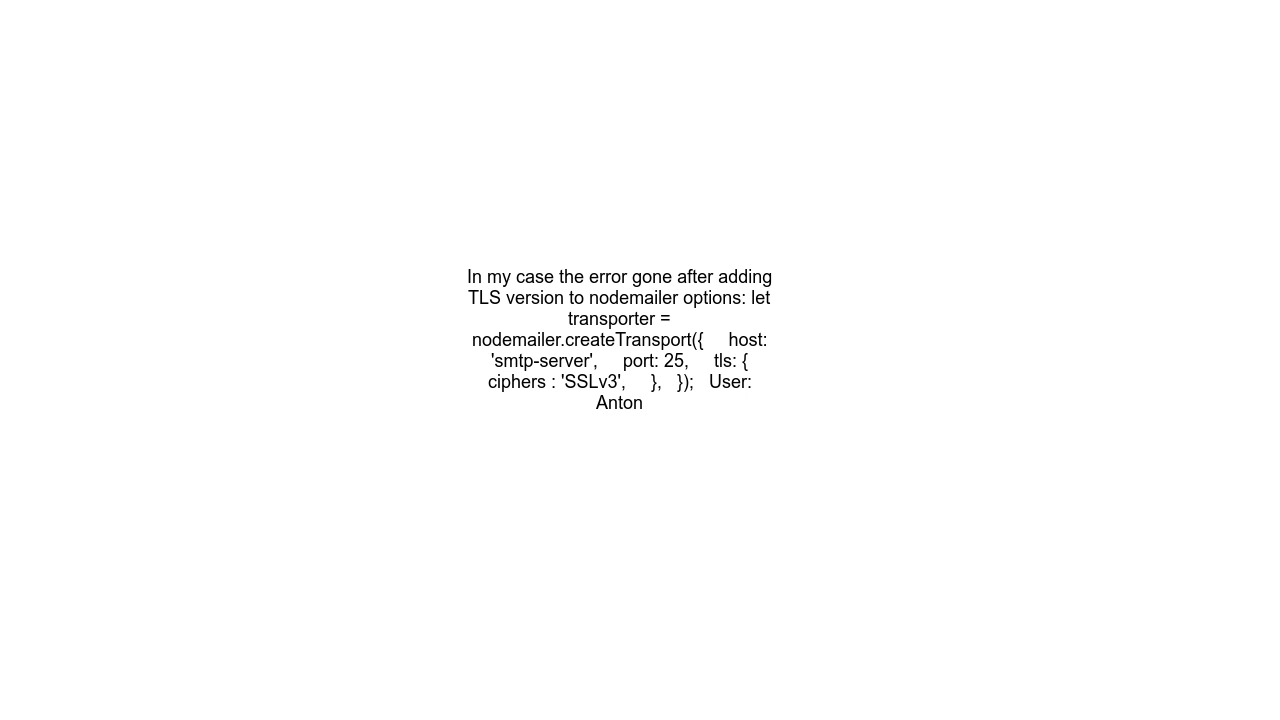 In my case the error gone after adding
TLS version to nodemailer options: let
transporter =
nodemailer.createTransport({     host:
'smtp-server',     port: 25,     tls: {
ciphers : 'SSLv3',     },   });   User:
Anton